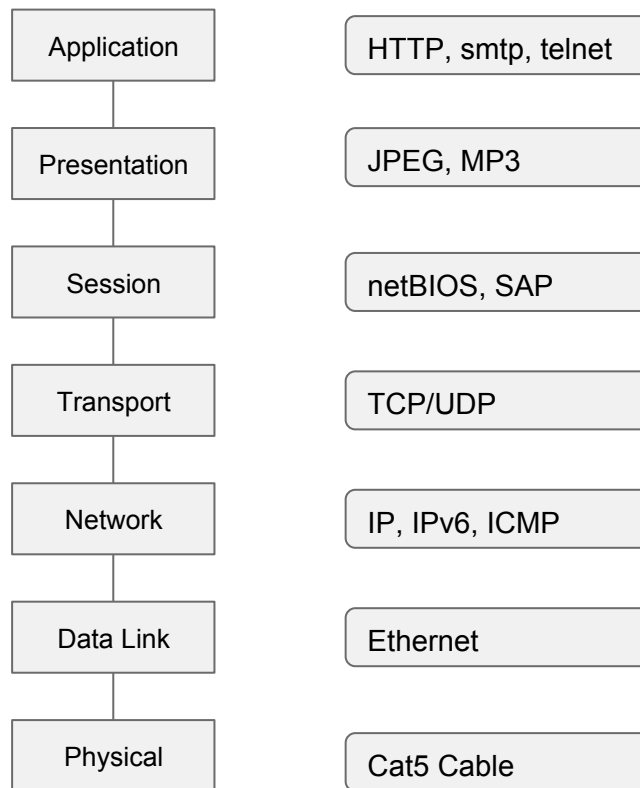 Application
HTTP, smtp, telnet
Presentation
JPEG, MP3
Session
netBIOS, SAP
Transport
TCP/UDP
Network
IP, IPv6, ICMP
Data Link
Ethernet
Physical
Cat5 Cable